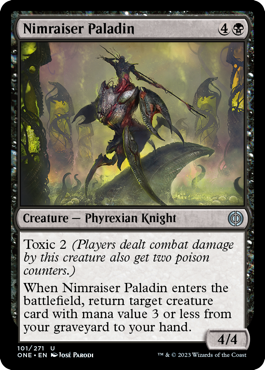 Nimraiser Paladin 4
Creature — Phyrexian Knight
Toxic 2 (Players dealt combat damage
by this creature also get two poison
counters.)
When Nimraiser Paladin enters the
battlefield, return target creature
card with mana value 3 or less from
your graveyard to your hand.
4/4
101/271 U
ONE • EN José Parodi ™ & © 2023 Wizards of the Coast